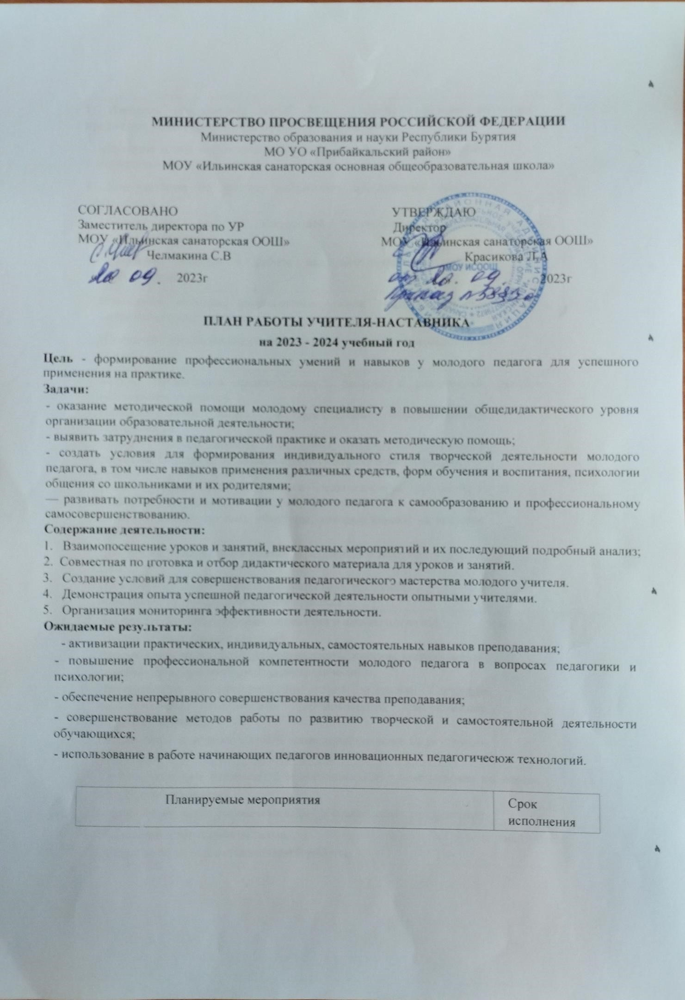 МИНИСТЕРСТВО ПРОСВЕЩЕНИЯ РОССИЙСКОЙ ФЕДЕРАЦИИ
Министерство образования и науки Республики Бурятия
МО УО «Прибайкальский район»
МОУ «Ильинская санаторская основная общеобразовательная школа»
СОГЛАСОВАНО
Заместитель директора по УР
МОУ «Ильинская санаторская ООШ»
Челмакина С.В
20 09. 2023г
УТВЕРЖДАЮ
Директор
МОУ «Ильинская санаторская ООШ»
Красикова Л.А
МОУ ИСООШ
от 20. 09. 2023г
Приказ
ПЛАН РАБОТЫ УЧИТЕЛЯ-НАСТАВНИКА
на 2023 - 2024 учебный год
Цель - формирование профессиональных умений и навыков у молодого педагога для успешного
применения на практике.
Задачи:
- оказание методической помощи молодому специалисту в повышении общедидактического уровня
организации образовательной деятельности;
- выявить затруднения в педагогической практике и оказать методическую помощь;
- создать условия для формирования индивидуального стиля творческой деятельности молодого
педагога, в том числе навыков применения различных средств, форм обучения и воспитания, психологии
общения со школьниками и их родителями;
— развивать потребности и мотивации у молодого педагога к самообразованию и профессиональному
самосовершенствованию.
Содержание деятельности:
1. Взаимопосещение уроков и занятий, внеклассных мероприятий и их последующий подробный анализ;
2. Совместная подготовка и отбор дидактического материала для уроков и занятий.
3. Создание условий для совершенствования педагогического мастерства молодого учителя.
4. Демонстрация опыта успешной педагогической деятельности опытными учителями.
5. Организация мониторинга эффективности деятельности.
Ожидаемые результаты:
- активизации практических, индивидуальных, самостоятельных навыков преподавания;
- повышение профессиональной компетентности молодого педагога в вопросах педагогики и
психологии;
- обеспечение непрерывного совершенствования качества преподавания;
- совершенствование методов работы по развитию творческой и самостоятельной деятельности
обучающихся;
- использование в работе начинающих педагогов инновационных педагогичесюж технологий.
Планируемые мероприятия
Срок
исполнения